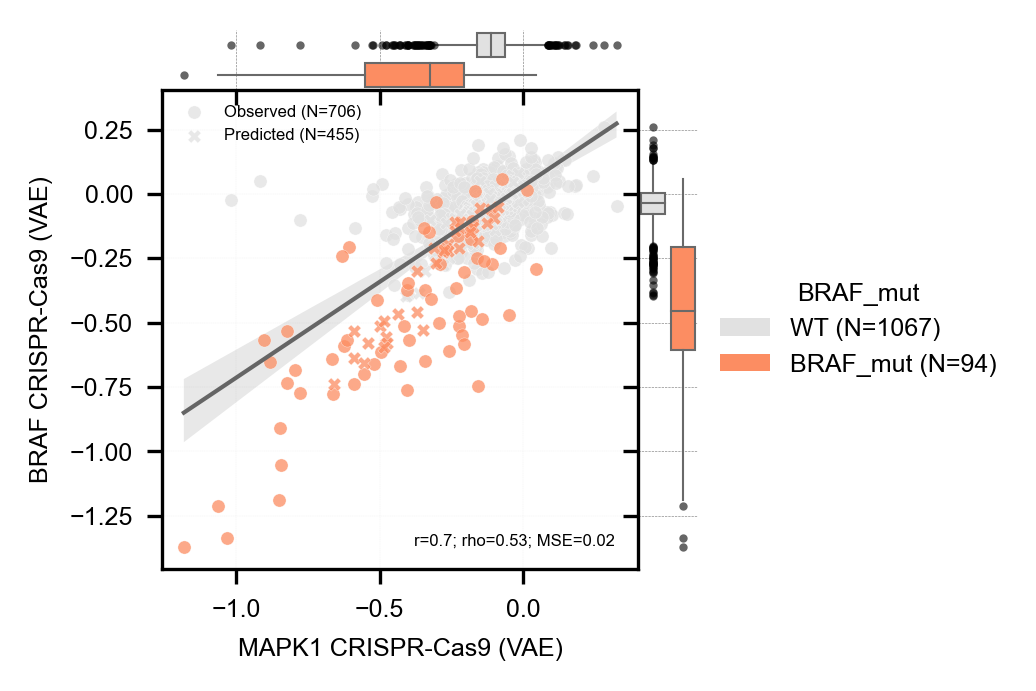 Observed (N=706)
Predicted (N=455)
0.25
0.00
−0.25
−0.50
−0.75
−1.00
−1.25
BRAF CRISPR-Cas9 (VAE)
r=0.7; rho=0.53; MSE=0.02
−1.0
−0.5
0.0
MAPK1 CRISPR-Cas9 (VAE)
BRAF_mut
WT (N=1067)
BRAF_mut (N=94)